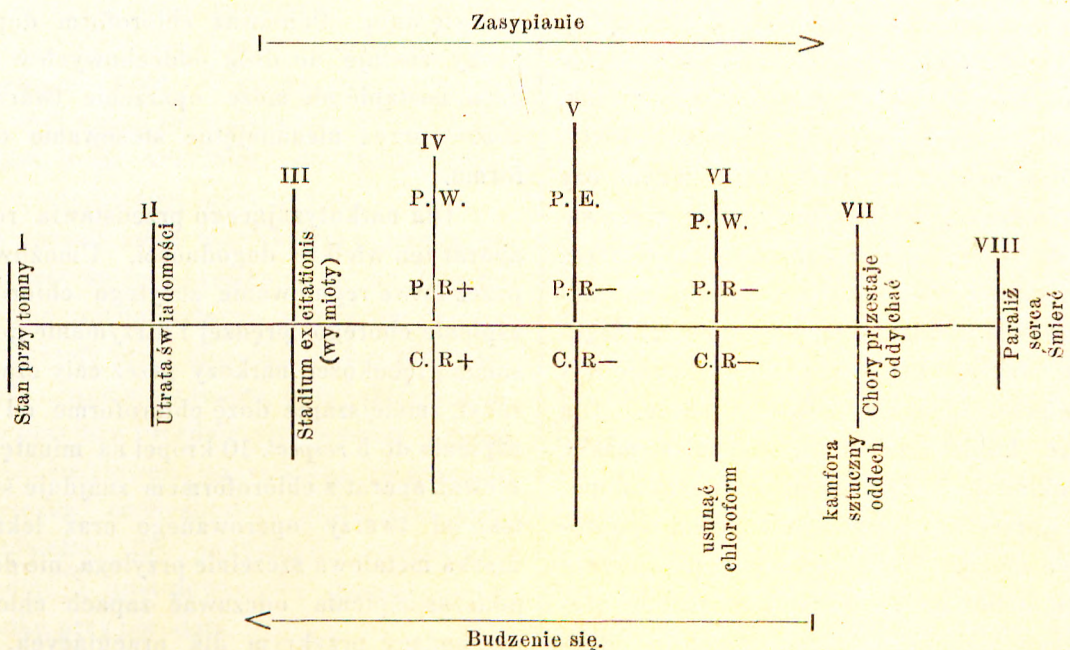 Zasypianie
I
Stan przytomny
II
Utrata świadomości
III
Stadium excitationis
(wymioty)
IV
P. W.
P. R+
C. R+
V
P. E.
P. R—
C. R—
VI
P. W.
P. R—
C. R—
usunąć
chloroform
VII
Chory przestaje
oddychać
kamfora
sztuczny
oddech
VIII
Paraliż
serca
Śmierć
Budzenie się.